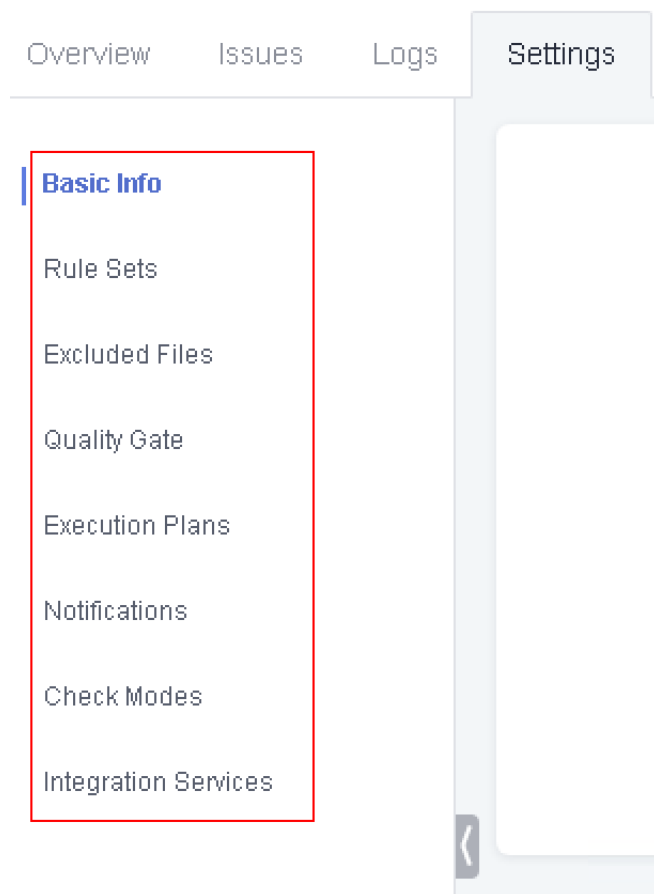 Overview Issues Logs Settings
Basic Info
Rule Sets
Excluded Files
Quality Gate
Execution Plans
Notifications
Check Modes
Integration Services